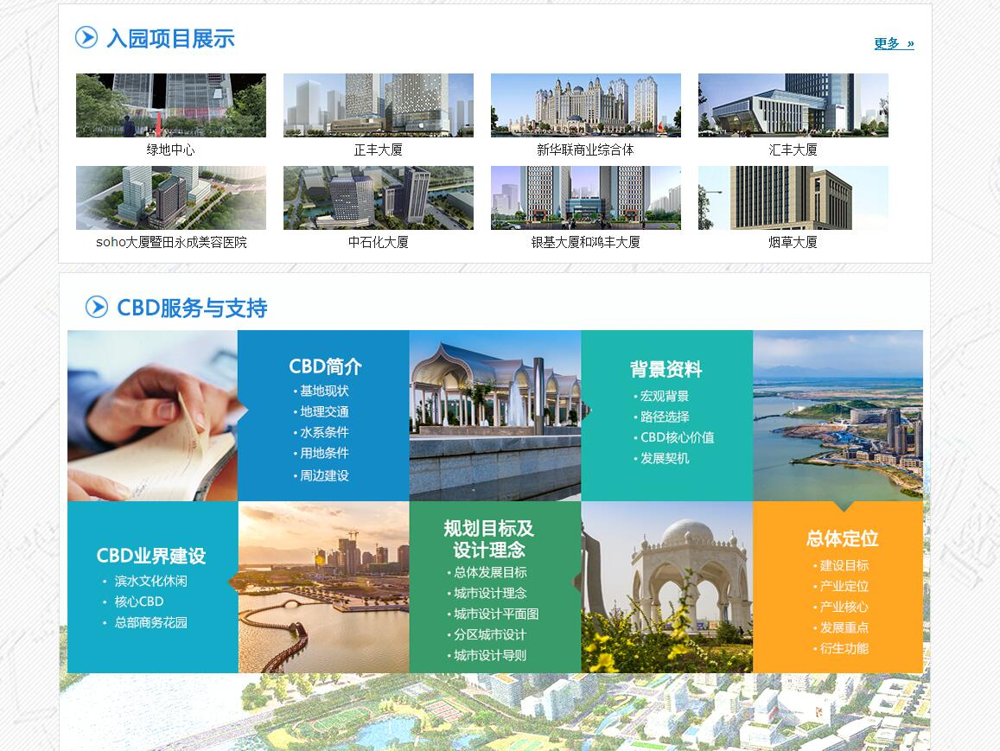 入园项目展示
更多 »
绿地中心
正丰大厦
新华联商业综合体
汇丰大厦
soho大厦暨田永成美容医院
中石化大厦
银基大厦和鸿丰大厦
烟草大厦
CBD服务与支持
CBD简介
•基地现状
•地理交通
•水系条件
•用地条件
•周边建设
背景资料
•宏观背景
•路径选择
•CBD核心价值
•发展契机
CBD业界建设
• 滨水文化休闲
• 核心CBD
• 总部商务花园
规划目标及
设计理念
•总体发展目标
•城市设计理念
•城市设计平面图
•分区城市设计
•城市设计导则
总体定位
•建设目标
•产业定位
•产业核心
•发展重点
•衍生功能